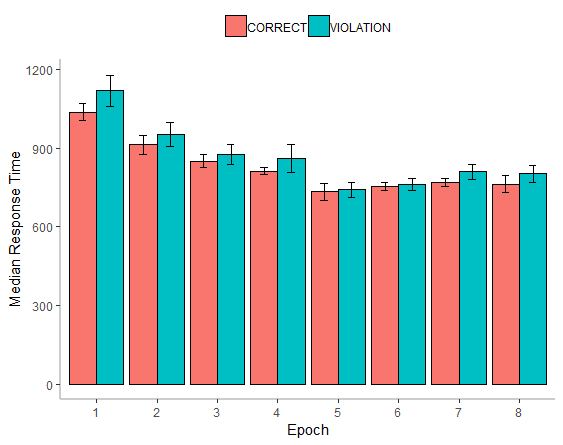 CORRECT VIOLATION
1200
900
600
300
0
Median Response Time
1 2 3 4 5 6 7 8
Epoch